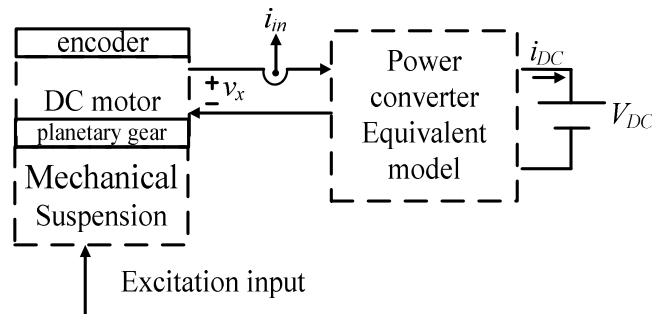 encoder
DC motor
planetary gear
Mechanical
Suspension
Excitation input
i_in
+ v_x
−
Power
converter
Equivalent
model
i_DC
V_DC